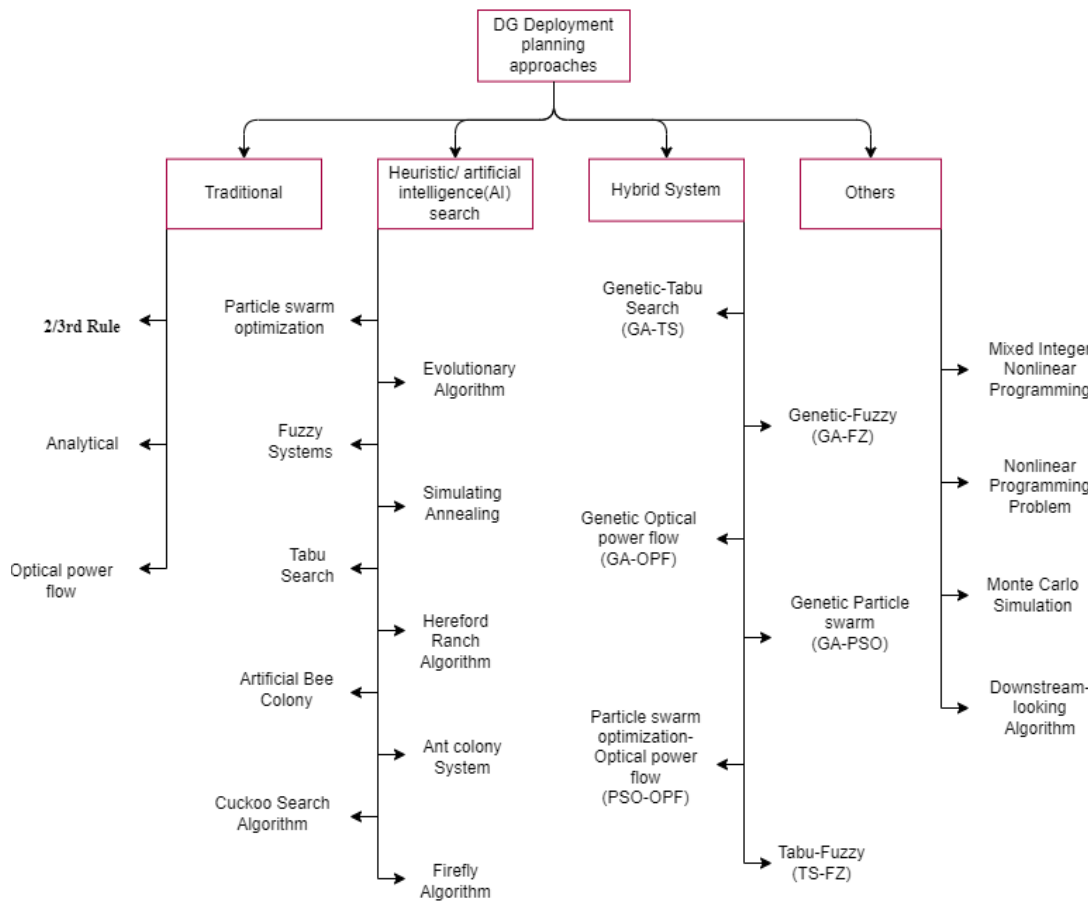 DG Deployment
planning
approaches
Traditional
Heuristic/ artificial
intelligence(AI)
search
Hybrid System
Others
2/3rd Rule
Analytical
Optical power
flow
Particle swarm
optimization
Evolutionary
Algorithm
Fuzzy
Systems
Simulating
Annealing
Tabu
Search
Hereford
Ranch
Algorithm
Artificial Bee
Colony
Ant colony
System
Cuckoo Search
Algorithm
Firefly
Algorithm
Genetic-Tabu
Search
(GA-TS)
Genetic-Fuzzy
(GA-FZ)
Genetic Optical
power flow
(GA-OPF)
Genetic Particle
swarm
(GA-PSO)
Particle swarm
optimization-
Optical power
flow
(PSO-OPF)
Tabu-Fuzzy
(TS-FZ)
Mixed Integer
Nonlinear
Programming
Nonlinear
Programming
Problem
Monte Carlo
Simulation
Downstream-
looking
Algorithm